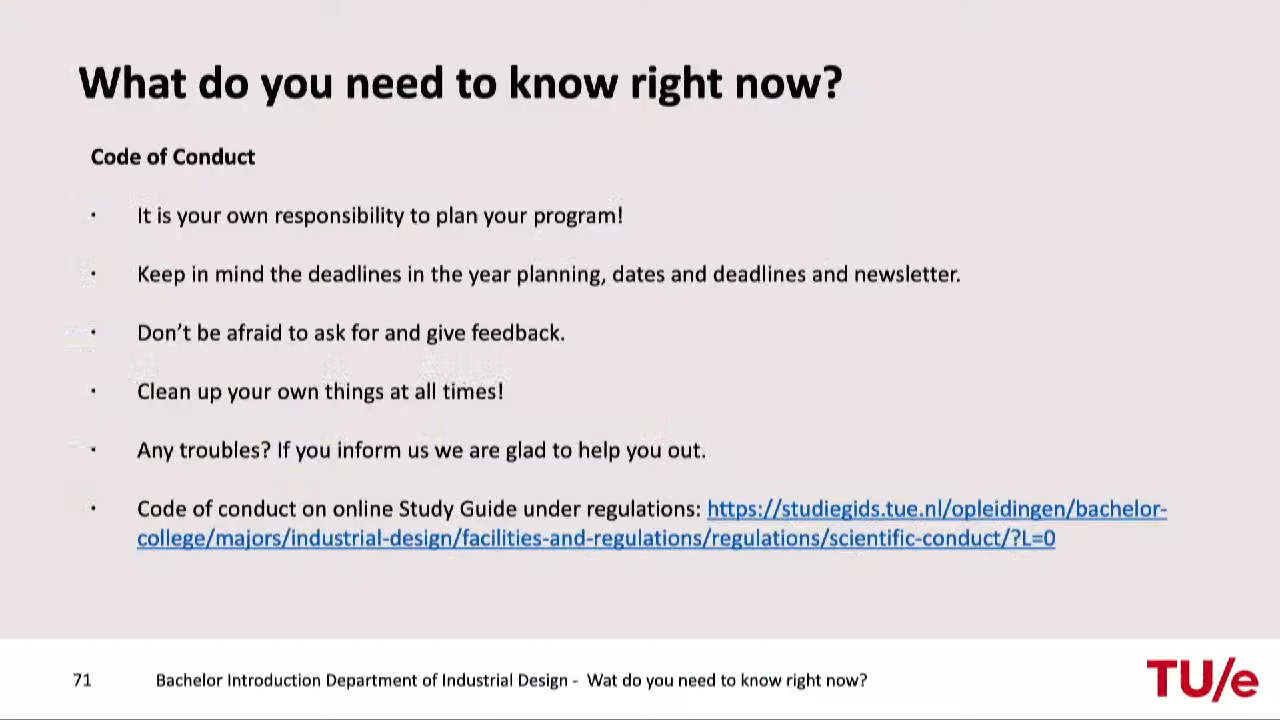 What do you need to know right now?
Code of Conduct
· It is your own responsibility to plan your program!
· Keep in mind the deadlines in the year planning, dates and deadlines and newsletter.
· Don’t be afraid to ask for and give feedback.
· Clean up your own things at all times!
· Any troubles? If you inform us we are glad to help you out.
· Code of conduct on online Study Guide under regulations: https://studiegids.tue.nl/opleidingen/bachelor-
college/majors/industrial-design/facilities-and-regulations/regulations/scientific-conduct/?L=0
71 Bachelor Introduction Department of Industrial Design - Wat do you need to know right now?
TU/e